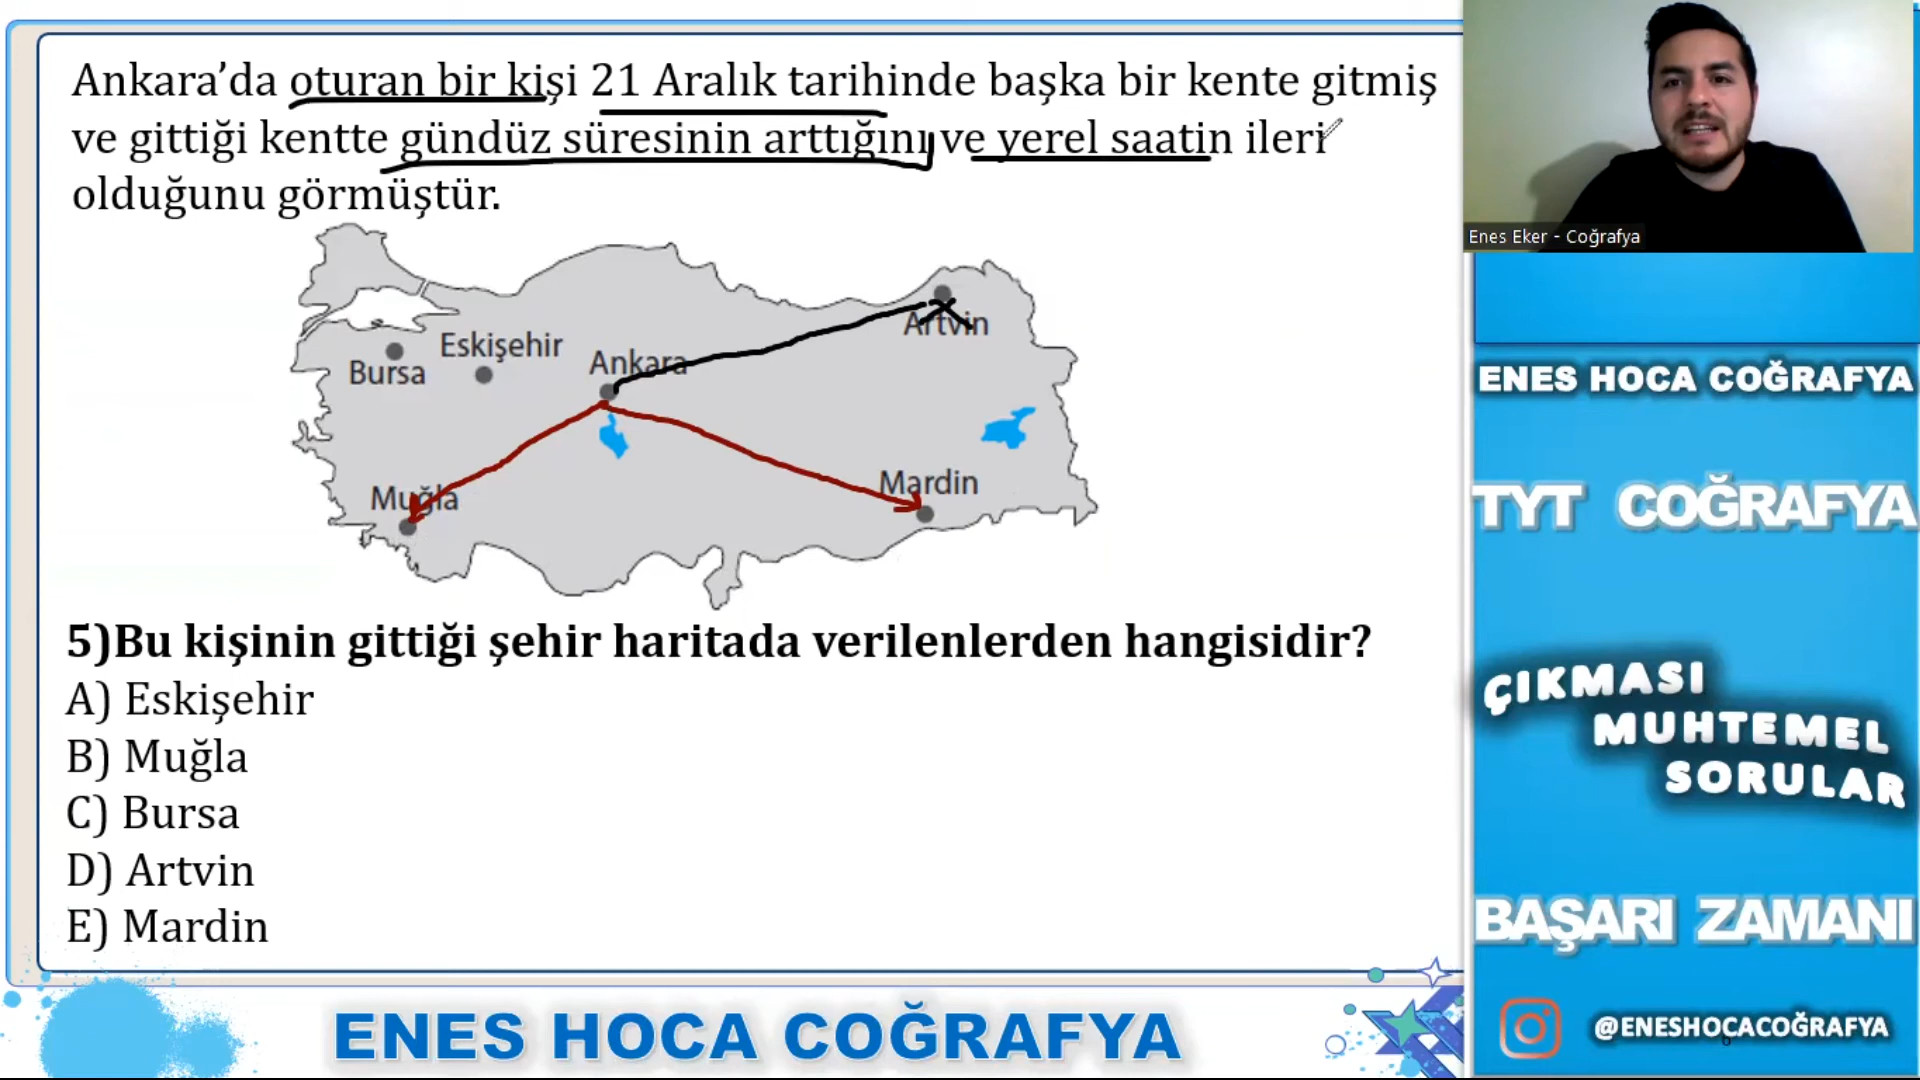 Ankara'da oturan bir kişi 21 Aralık tarihinde başka bir kente gitmiş
ve gittiği kentte gündüz süresinin arttığını ve yerel saatin ileri
olduğunu görmüştür.
Enes Eker - Coğrafya
Artvin
Eskişehir
Ankara
Bursa
Mardin
Muğla
5)Bu kişinin gittiği şehir haritada verilenlerden hangisidir?
A) Eskişehir
B) Muğla
C) Bursa
D) Artvin
E) Mardin
ENES HOCA COĞRAFYA
TYT COĞRAFYA
ÇIKMASI
MUHTEMEL
SORULAR
BAŞARI ZAMANI
@ENESHOCACOĞRAFYA
6
ENES HOCA COĞRAFYA